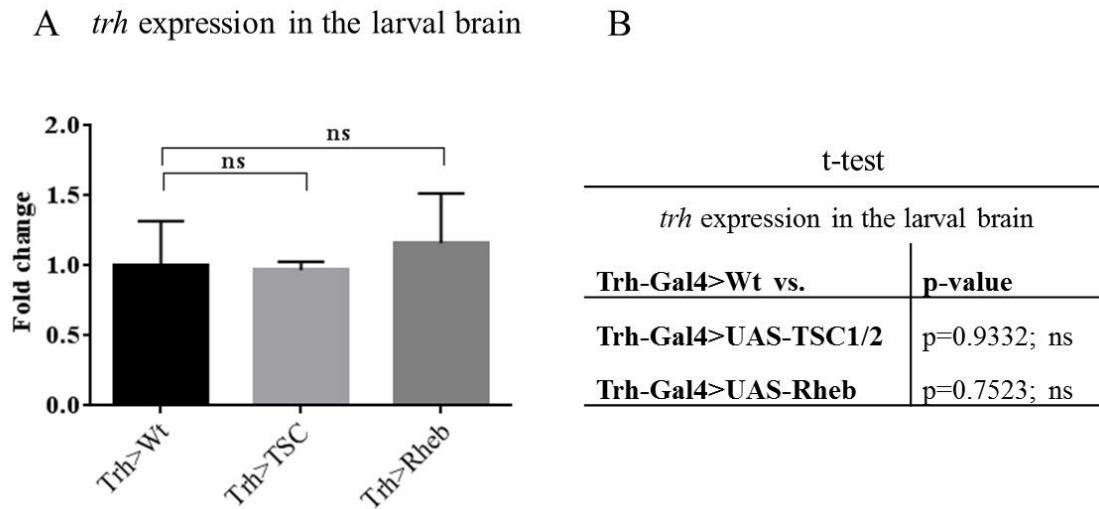 A trh expression in the larval brain
B
2.0
1.5
1.0
0.5
0.0
Fold change
ns
ns
Trh>Wt
Trh>TSC
Trh>Rheb
t-test
trh expression in the larval brain
Trh-Gal4>Wt vs. p-value
Trh-Gal4>UAS-TSC1/2 p=0.9332; ns
Trh-Gal4>UAS-Rheb p=0.7523; ns